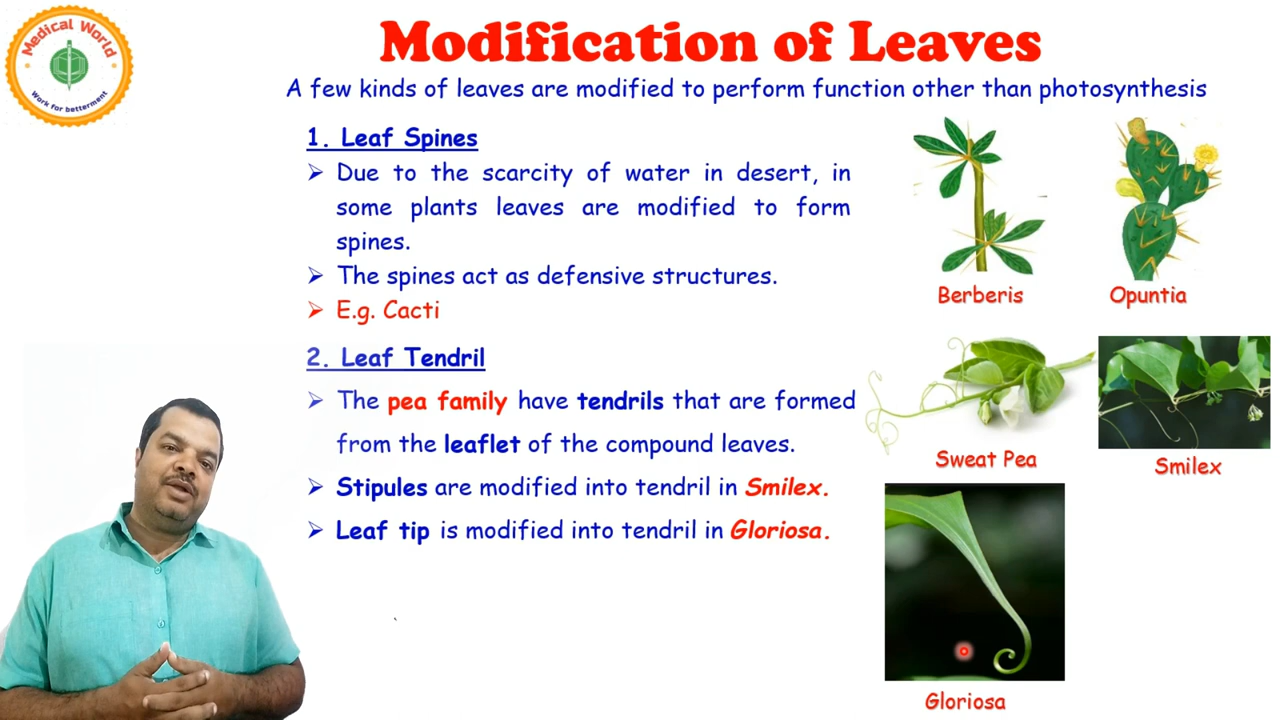 Medical World
Work for betterment
Modification of Leaves
A few kinds of leaves are modified to perform function other than photosynthesis
1. Leaf Spines
➢ Due to the scarcity of water in desert, in
some plants leaves are modified to form
spines.
➢ The spines act as defensive structures.
➢ E.g. Cacti
Berberis
Opuntia
2. Leaf Tendril
➢ The pea family have tendrils that are formed
from the leaflet of the compound leaves.
➢ Stipules are modified into tendril in Smilex.
➢ Leaf tip is modified into tendril in Gloriosa.
Sweat Pea
Smilex
Gloriosa